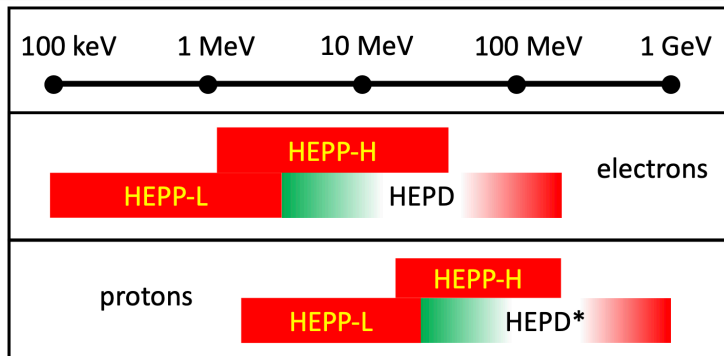 100 keV 1 MeV 10 MeV 100 MeV 1 GeV
HEPP-H
electrons
HEPP-L HEPD
HEPP-H
protons
HEPP-L HEPD*